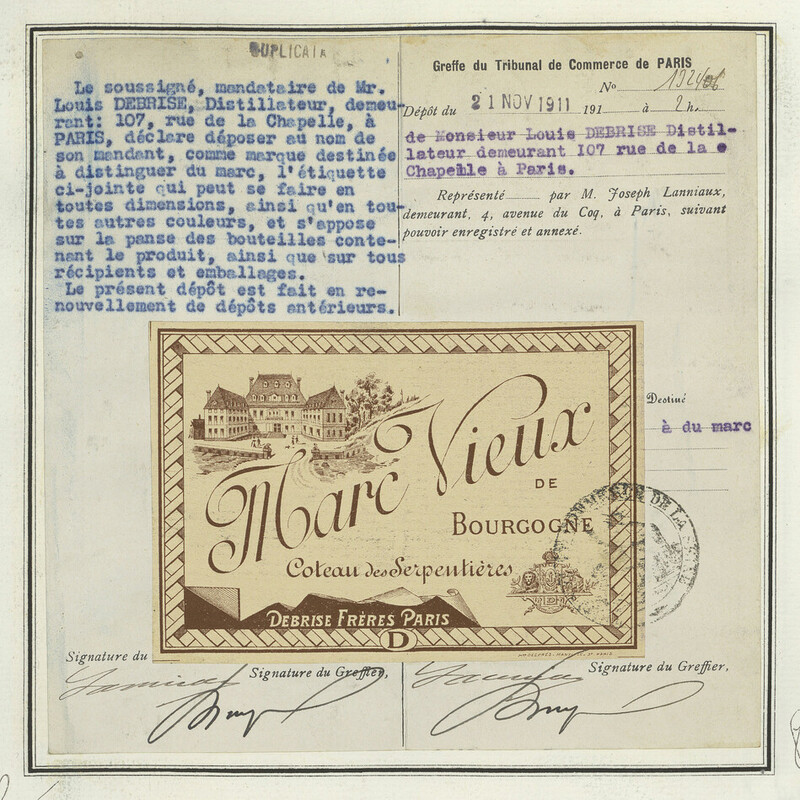 DUPLICATA
Le soussigné, mandataire de Mr.
Louis DEBRISE, Distillateur, demeu-
rant: 107, rue de la Chapelle, à
PARIS, déclare déposer au nom de
son mandant, comme marque destinée
à distinguer du marc, l'étiquette
ci-jointe qui peut se faire en
toutes dimensions, ainsi qu'en tou-
tes autres couleurs, et s'appose
sur la panse des bouteilles conte-
nant le produit, ainsi que sur tous
récipients et emballages.
Le présent dépôt est fait en re-
nouvellement de dépôts antérieurs.
Greffe du Tribunal de Commerce de PARIS
No
Dépôt du 21 NOV 1911 191 à 2 h.
de Monsieur Louis DEBRISE Distil-
lateur demeurant 107 rue de la
Chapelle à Paris.
Représenté par M. Joseph Lanniaux,
demeurant, 4, avenue du Coq, à Paris, suivant
pouvoir enregistré et annexé.
Destiné
à du marc
Marc Vieux
DE
BOURGOGNE
Coteau des Serpentières
DEBRISE FRÈRES PARIS
D
DE LA
Signature du
Signature du Greffier,
Signature du Greffier,